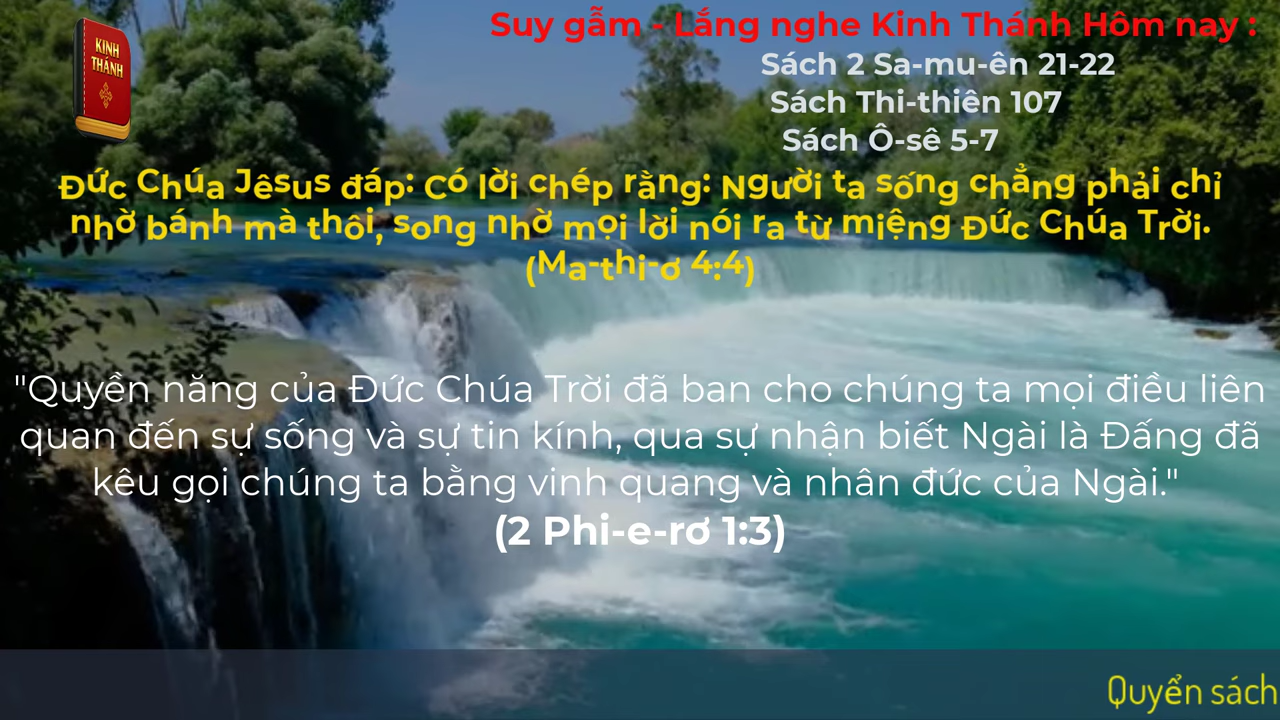 KINH
THÁNH
Suy gẫm - Lắng nghe Kinh Thánh Hôm nay :
Sách 2 Sa-mu-ên 21-22
Sách Thi-thiên 107
Sách Ô-sê 5-7
Đức Chúa Jêsus đáp: Có lời chép rằng: Người ta sống chẳng phải chỉ
nhờ bánh mà thôi, song nhờ mọi lời nói ra từ miệng Đức Chúa Trời.
(Ma-thi-ơ 4:4)
"Quyền năng của Đức Chúa Trời đã ban cho chúng ta mọi điều liên
quan đến sự sống và sự tin kính, qua sự nhận biết Ngài là Đấng đã
kêu gọi chúng ta bằng vinh quang và nhân đức của Ngài."
(2 Phi-e-rơ 1:3)
Quyển sách